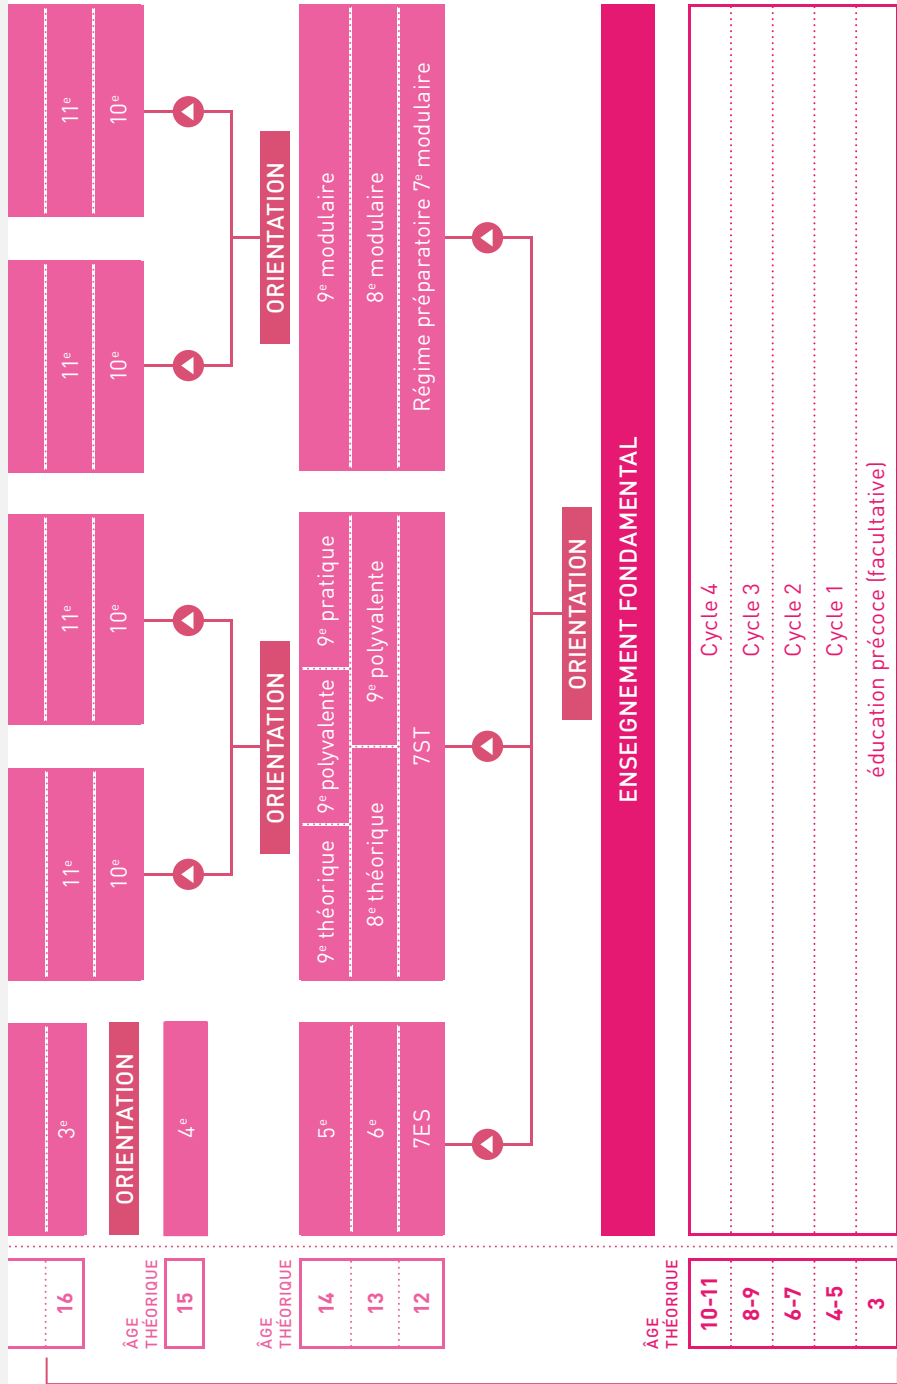 16
3e
11e
11e
11e
11e
ORIENTATION
10e
10e
10e
10e
ÂGE
THÉORIQUE
15
4e
ÂGE
THÉORIQUE
ORIENTATION
ORIENTATION
14
5e
9e théorique
9e polyvalente
9e pratique
9e modulaire
13
6e
8e théorique
9e polyvalente
8e modulaire
12
7ES
7ST
Régime préparatoire 7e modulaire
ORIENTATION
ENSEIGNEMENT FONDAMENTAL
ÂGE
THÉORIQUE
10-11
Cycle 4
8-9
Cycle 3
6-7
Cycle 2
4-5
Cycle 1
3
éducation précoce (facultative)